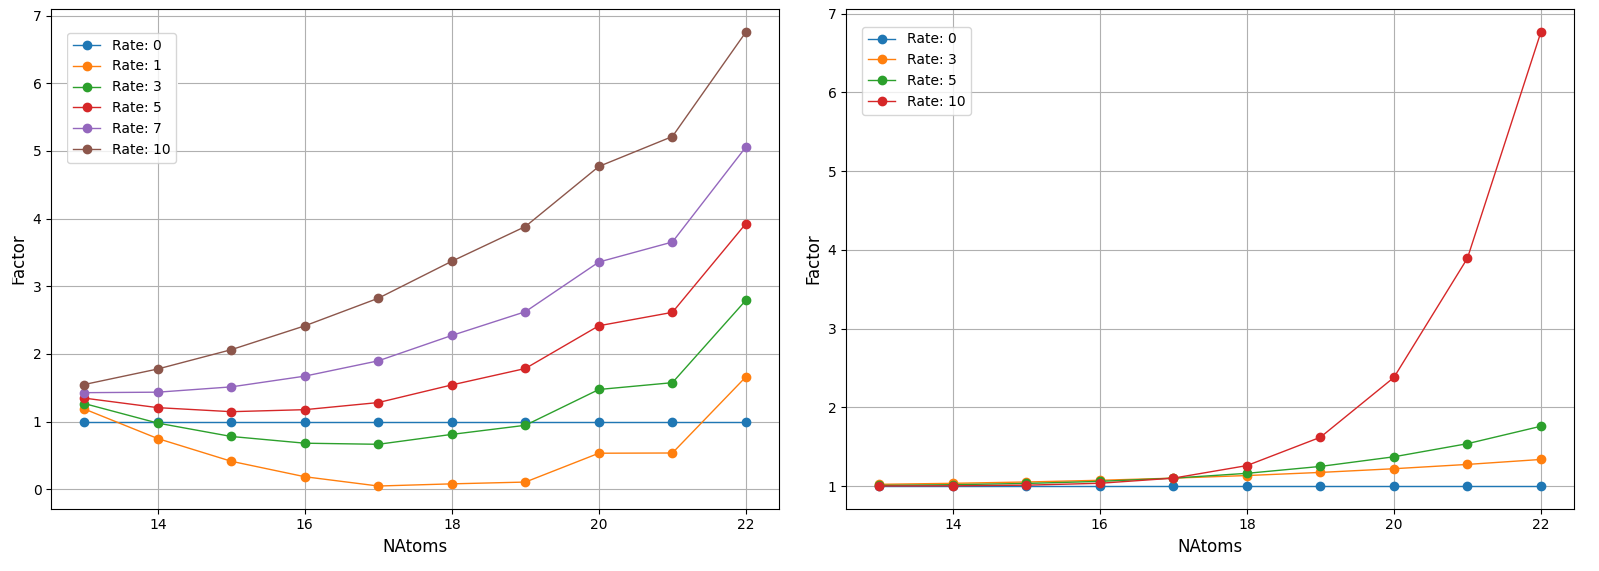 7
6
5
4
3
2
1
0
Factor
Rate: 0
Rate: 1
Rate: 3
Rate: 5
Rate: 7
Rate: 10
14
16
18
20
22
NAtoms
7
6
5
4
3
2
1
Factor
Rate: 0
Rate: 3
Rate: 5
Rate: 10
14
16
18
20
22
NAtoms